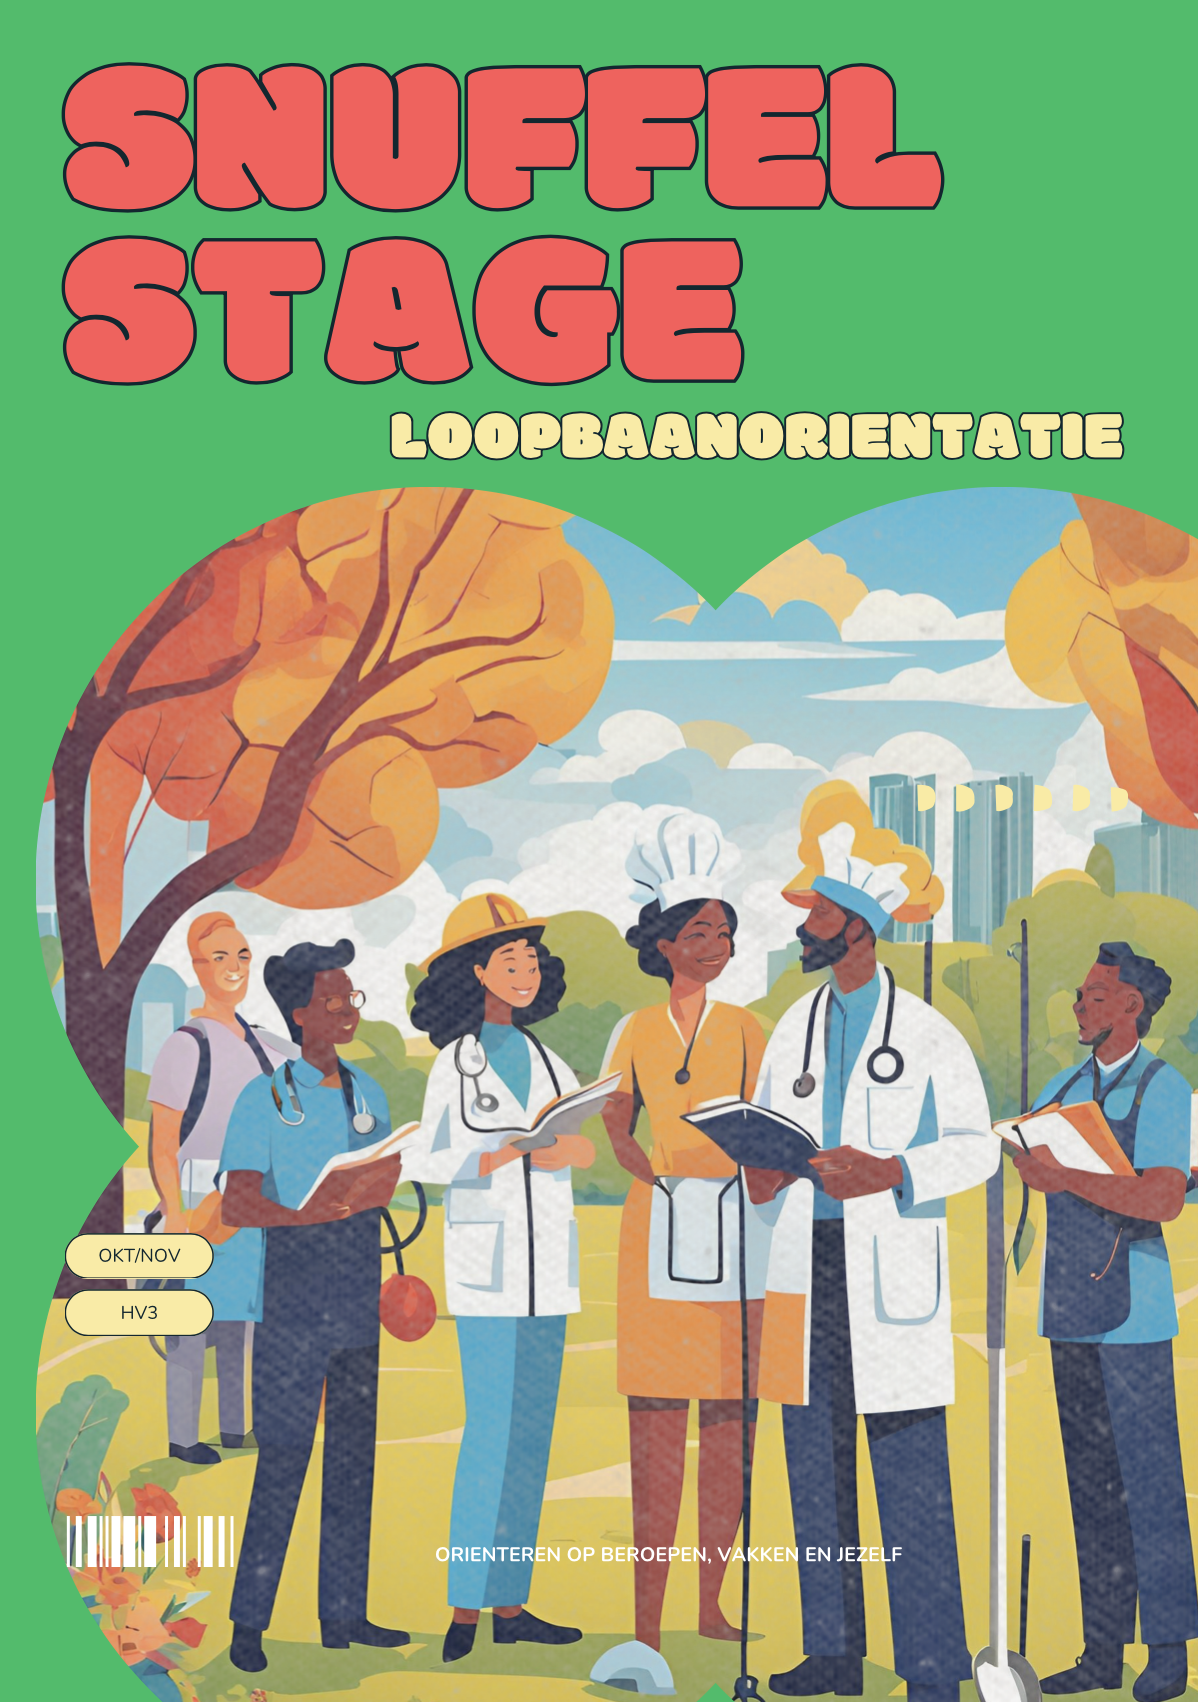 SNUFFEL
STAGE
LOOPBAANORIENTATIE
OKT/NOV
HV3
ORIENTEREN OP BEROEPEN, VAKKEN EN JEZELF